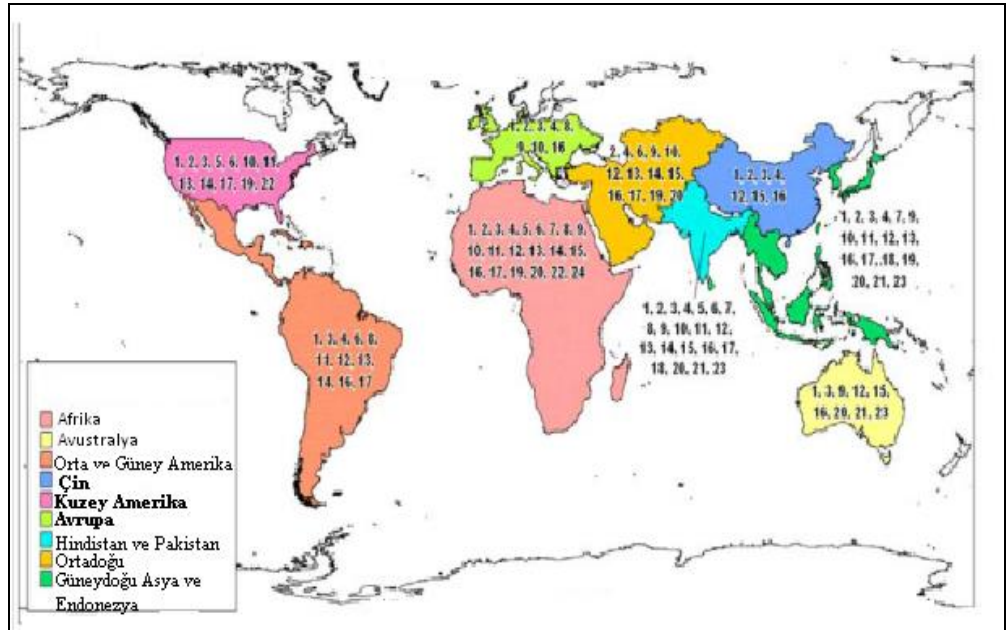 1, 2, 3, 5, 6, 10, 11,
13, 14, 17, 19, 22
1, 2, 3, 4, 8,
9, 10, 16
2, 4, 6, 9, 10,
12, 13, 14, 15,
16, 17, 19, 20
1, 2, 3, 4,
12, 15, 16
1, 2, 3, 4, 5, 6, 7, 8, 9,
10, 11, 12, 13, 14, 15,
16, 17, 19, 20, 22, 24
1, 2, 3, 4, 7, 9,
10, 11, 12, 13,
16, 17, 18, 19,
20, 21, 23
1, 2, 3, 4, 5, 6, 7,
8, 9, 10, 11, 12,
13, 14, 15, 16, 17,
18, 20, 21, 23
1, 3, 4, 6, 8,
11, 12, 13,
14, 16, 17
1, 3, 9, 12, 15,
16, 20, 21, 23
Afrika
Avustralya
Orta ve Güney Amerika
Çin
Kuzey Amerika
Avrupa
Hindistan ve Pakistan
Ortadoğu
Güneydoğu Asya ve
Endonezya